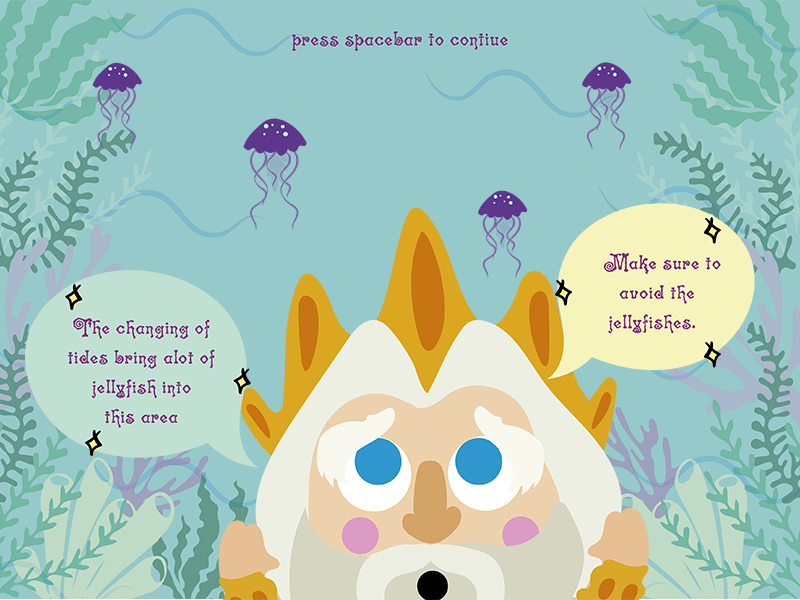 press spacebar to contiue
The changing of
tides bring alot of
jellyfish into
this area
Make sure to
avoid the
jellyfishes.